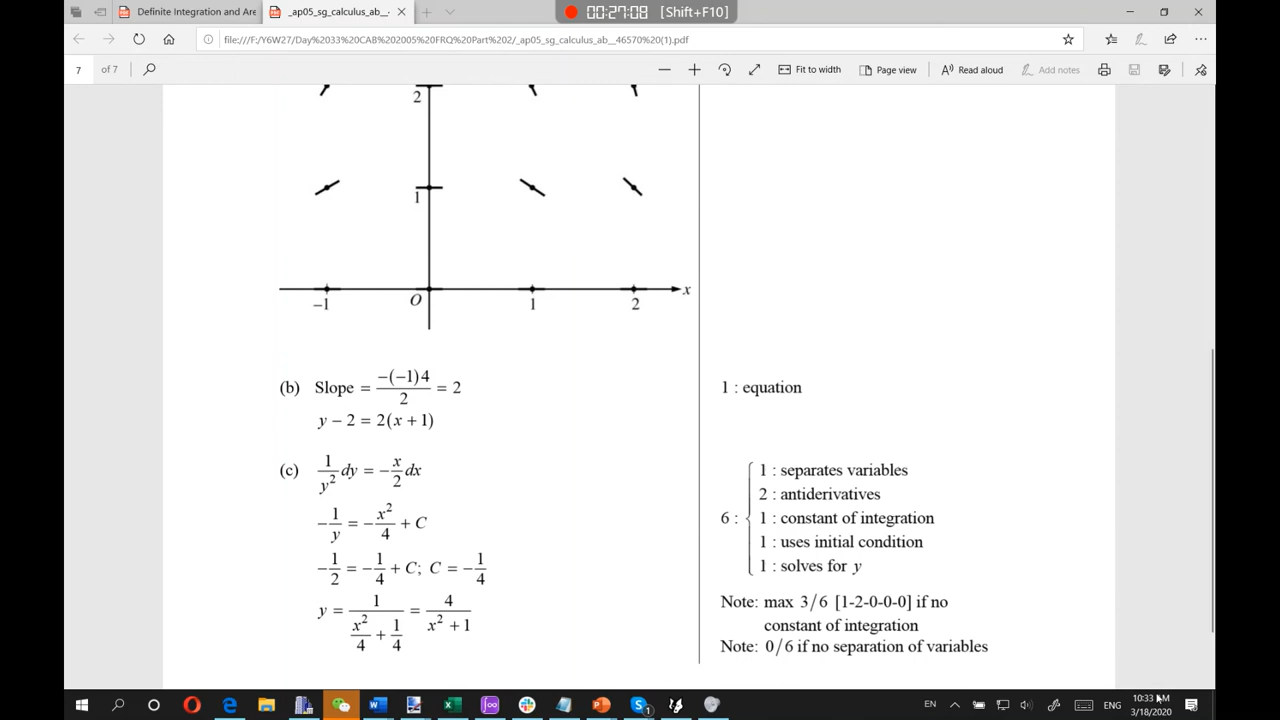 Definite Integration and Are
_ap05_sg_calculus_ab__
00:27:08 [Shift+F10]
file:///F:/Y6W27/Day%2033%20CAB%202005%20FRQ%20Part%202/_ap05_sg_calculus_ab__46570%20(1).pdf
7 of 7
Fit to width
Page view
Read aloud
Add notes
2
1
-1 O 1 2 x
(b) Slope = -(-1)4/2 = 2
1 : equation
y − 2 = 2(x + 1)
(c) 1/y² dy = −x/2 dx
−1/y = −x²/4 + C
−1/2 = −1/4 + C; C = −1/4
y = 1/(x²/4 + 1/4) = 4/(x² + 1)
1 : separates variables
2 : antiderivatives
6 : 1 : constant of integration
1 : uses initial condition
1 : solves for y
Note: max 3/6 [1-2-0-0-0] if no
constant of integration
Note: 0/6 if no separation of variables
EN
ENG
10:33 AM
3/18/2020